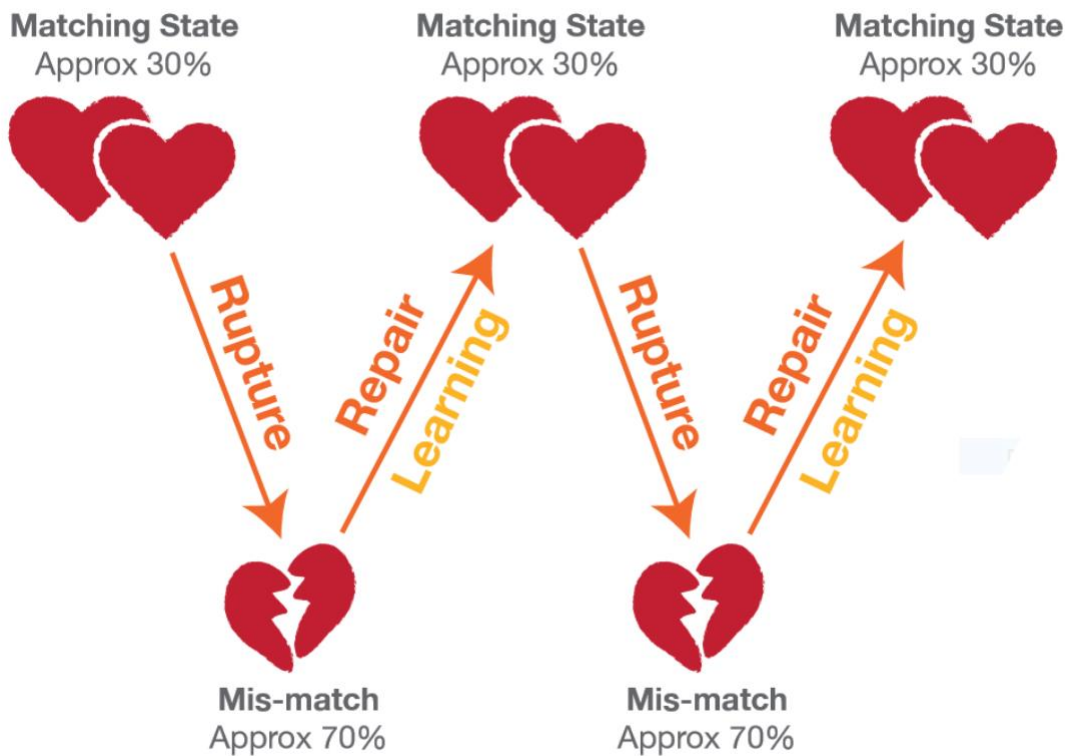 Matching State
Approx 30%
Matching State
Approx 30%
Matching State
Approx 30%
Rupture
Repair
Learning
Rupture
Repair
Learning
Mis-match
Approx 70%
Mis-match
Approx 70%